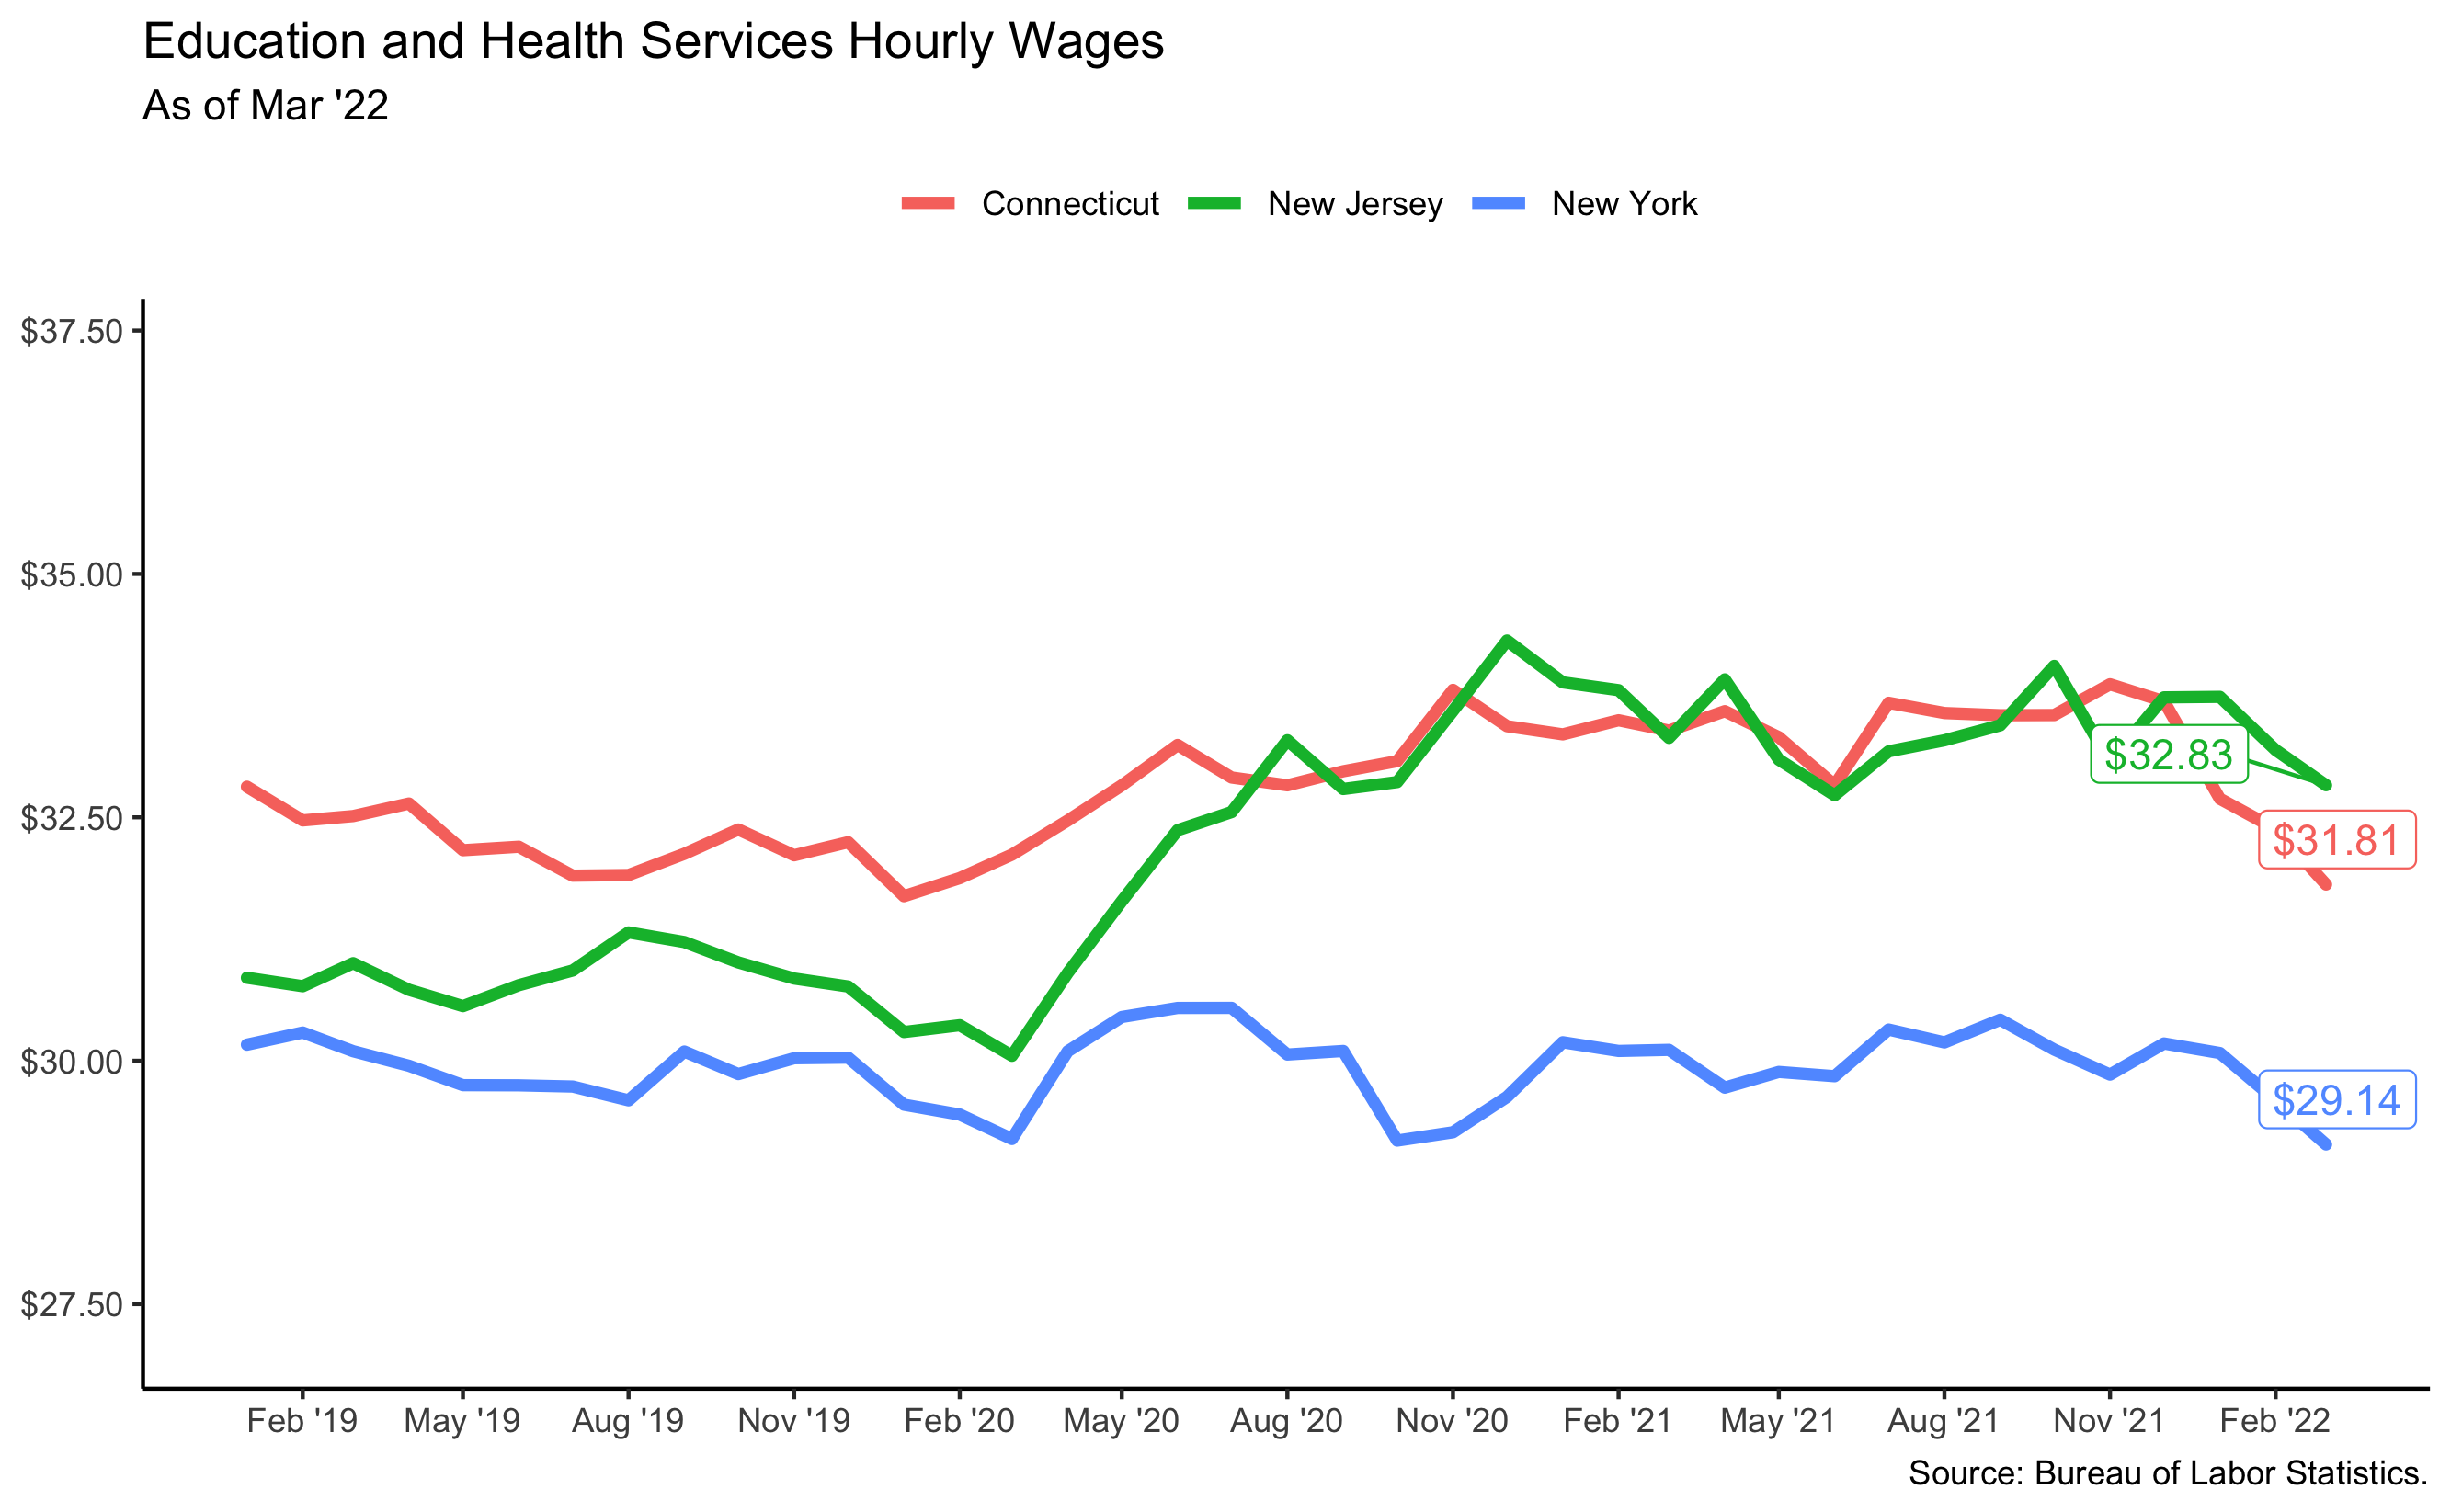 Education and Health Services Hourly Wages
As of Mar '22
Connecticut New Jersey New York
$37.50
$35.00
$32.50
$30.00
$27.50
$32.83
$31.81
$29.14
Feb '19 May '19 Aug '19 Nov '19 Feb '20 May '20 Aug '20 Nov '20 Feb '21 May '21 Aug '21 Nov '21 Feb '22
Source: Bureau of Labor Statistics.